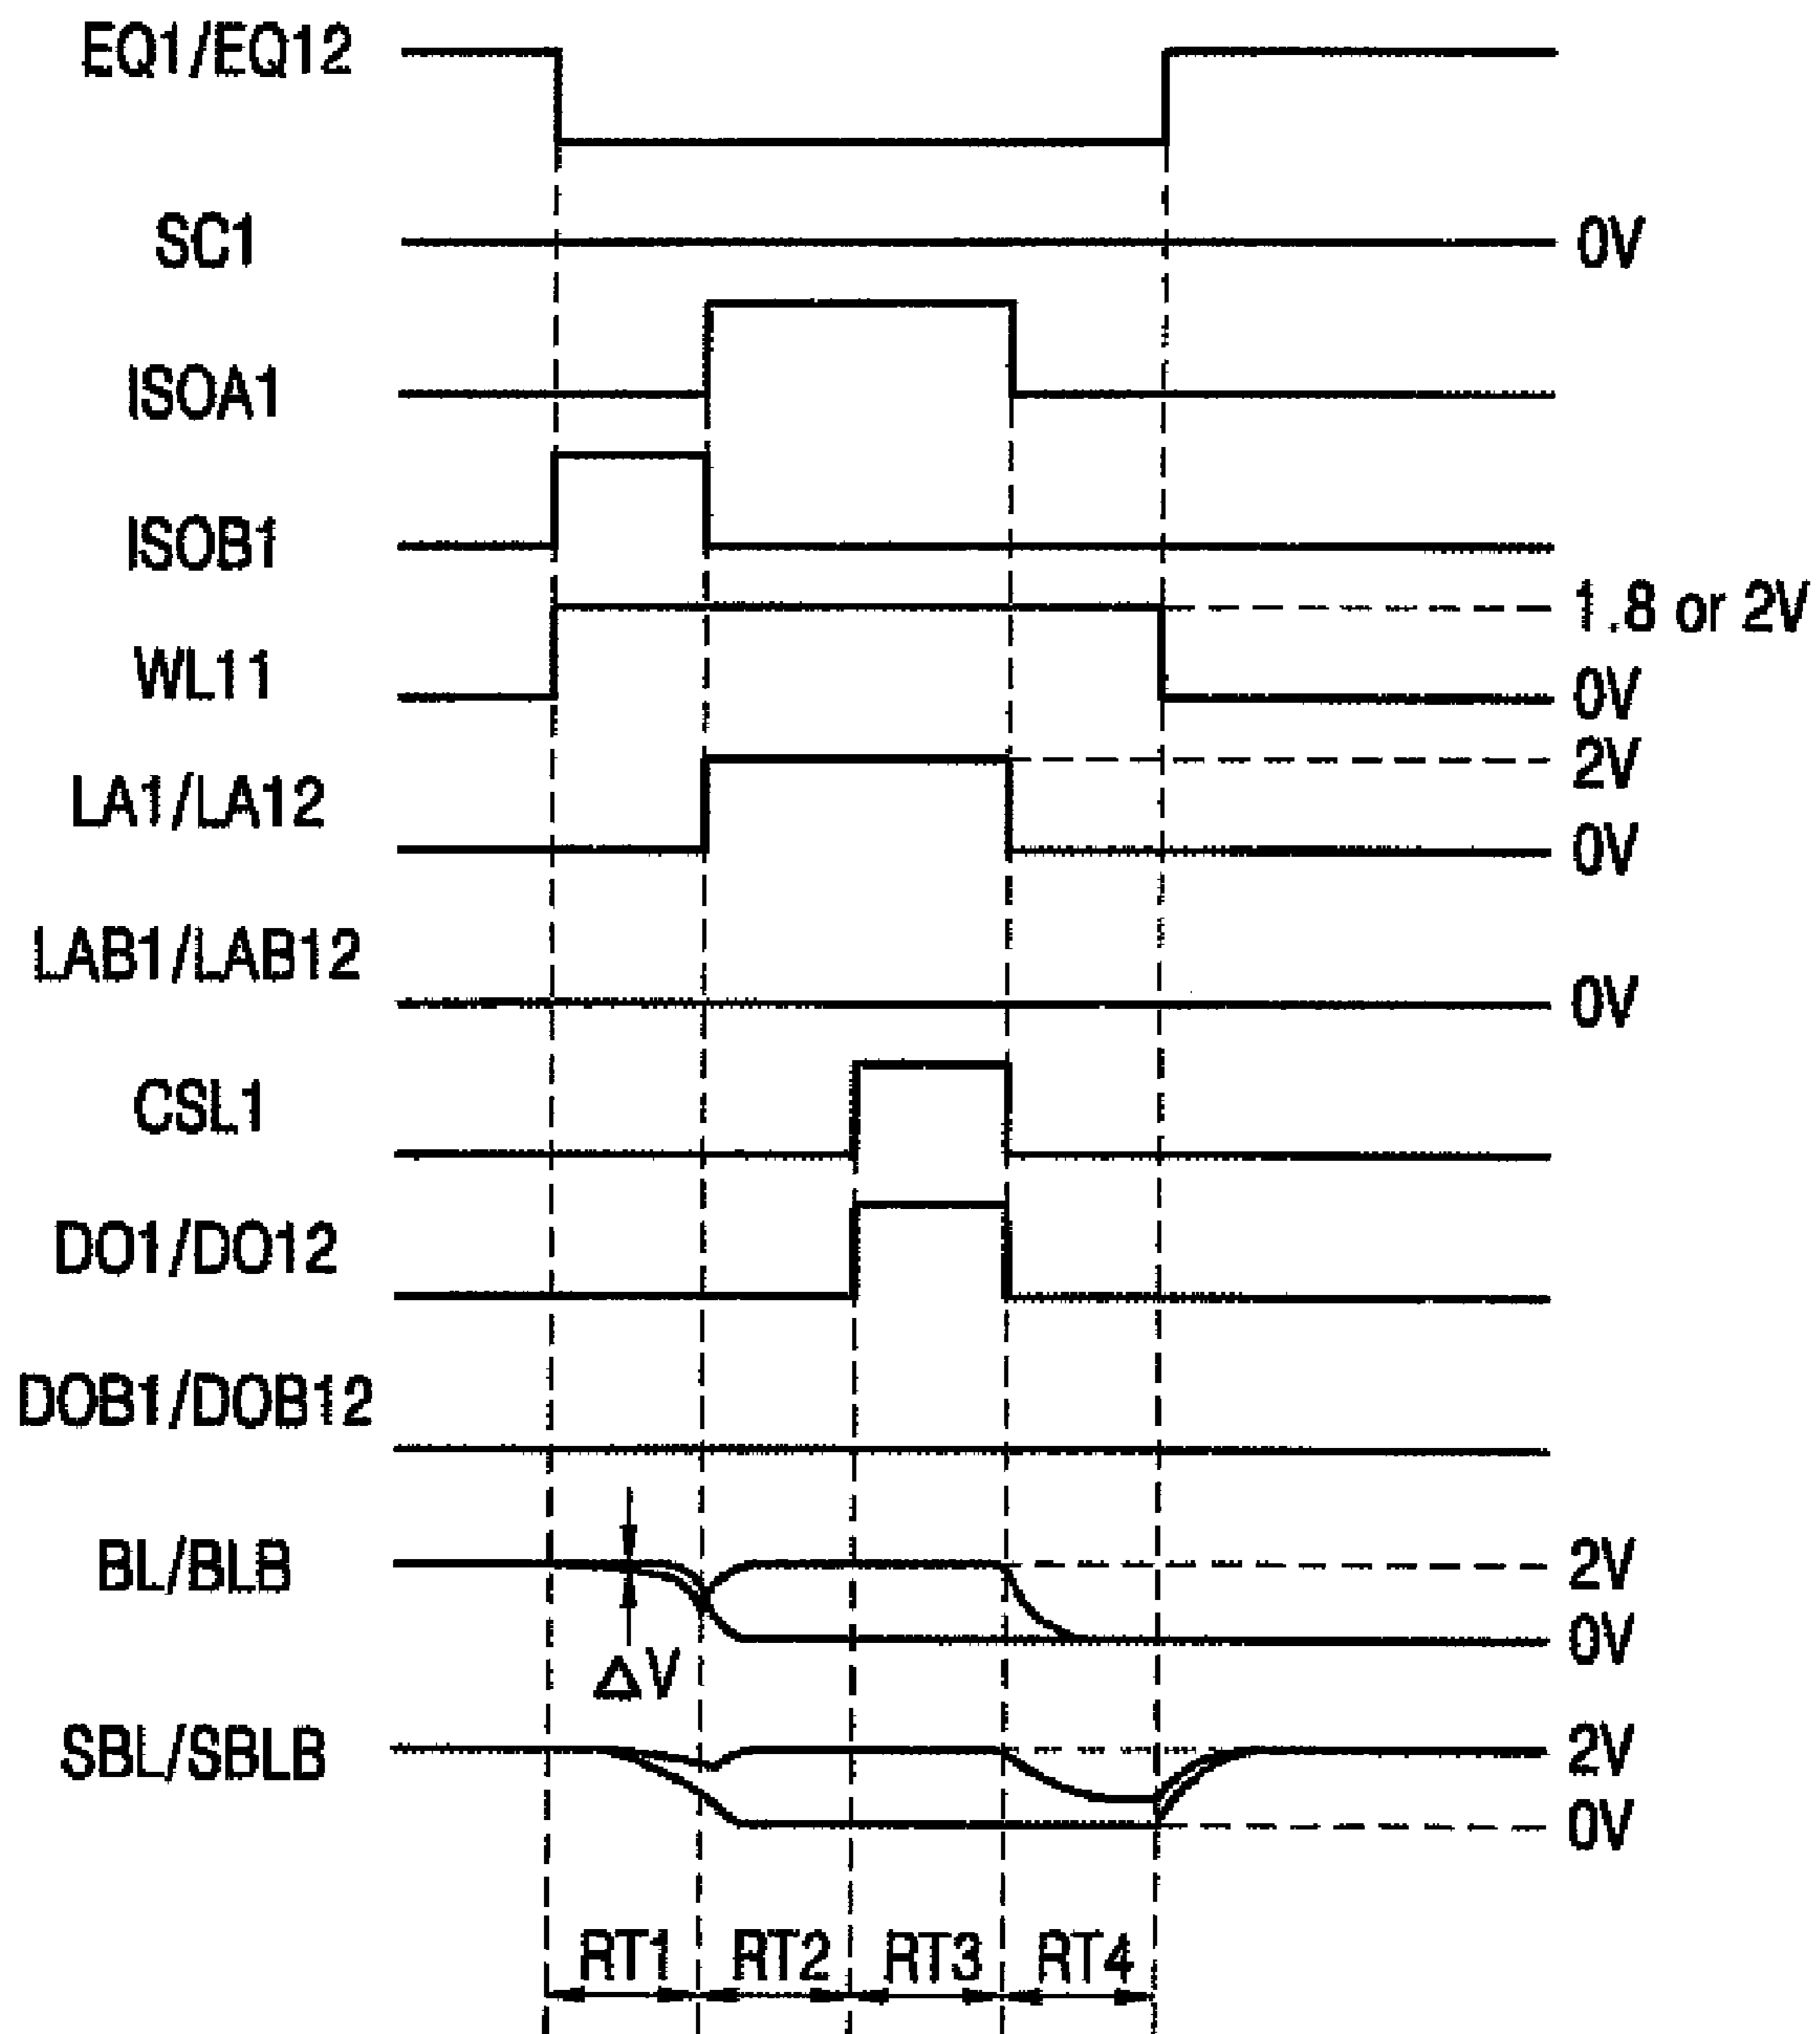 EQ1/EQ12
SC1 0V
ISOA1
ISOB1
1.8 or 2V
WL11 0V
2V
LA1/LA12 0V
LAB1/LAB12 0V
CSL1
DO1/DO12
DOB1/DOB12
BL/BLB 2V
0V
ΔV
SBL/SBLB 2V
0V
RT1 RT2 RT3 RT4